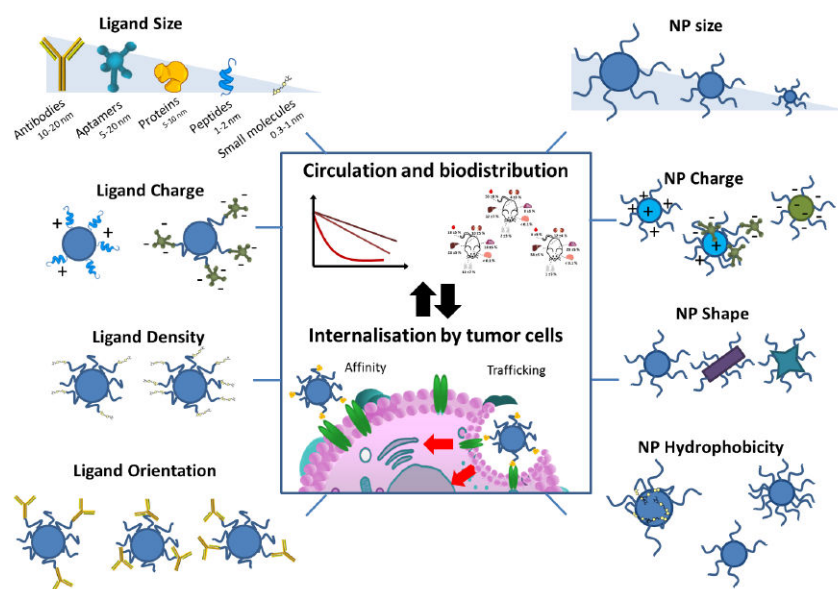 Ligand Size
Antibodies
10-20 nm
Aptamers
5-20 nm
Proteins
5-10 nm
Peptides
1-2 nm
Small molecules
0.3-1 nm
NP size
Ligand Charge
+
+
- - - - - - - -
Circulation and biodistribution
NP Charge
+ + + +
- - - - -
+ + +
- - -
Ligand Density
Internalisation by tumor cells
Affinity
Trafficking
NP Shape
Ligand Orientation
NP Hydrophobicity